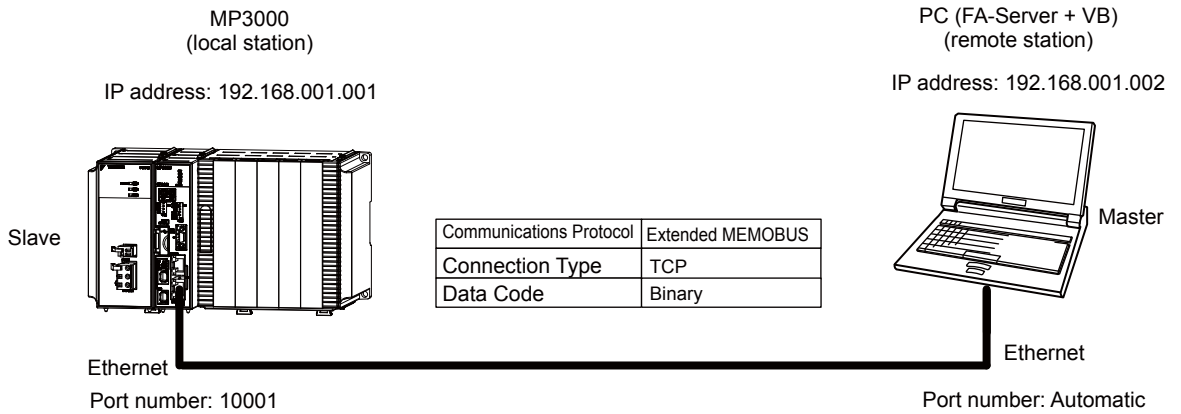 MP3000
(local station)
IP address: 192.168.001.001
PC (FA-Server + VB)
(remote station)
IP address: 192.168.001.002
Slave
Communications Protocol Extended MEMOBUS
Connection Type TCP
Data Code Binary
Master
Ethernet
Port number: 10001
Ethernet
Port number: Automatic